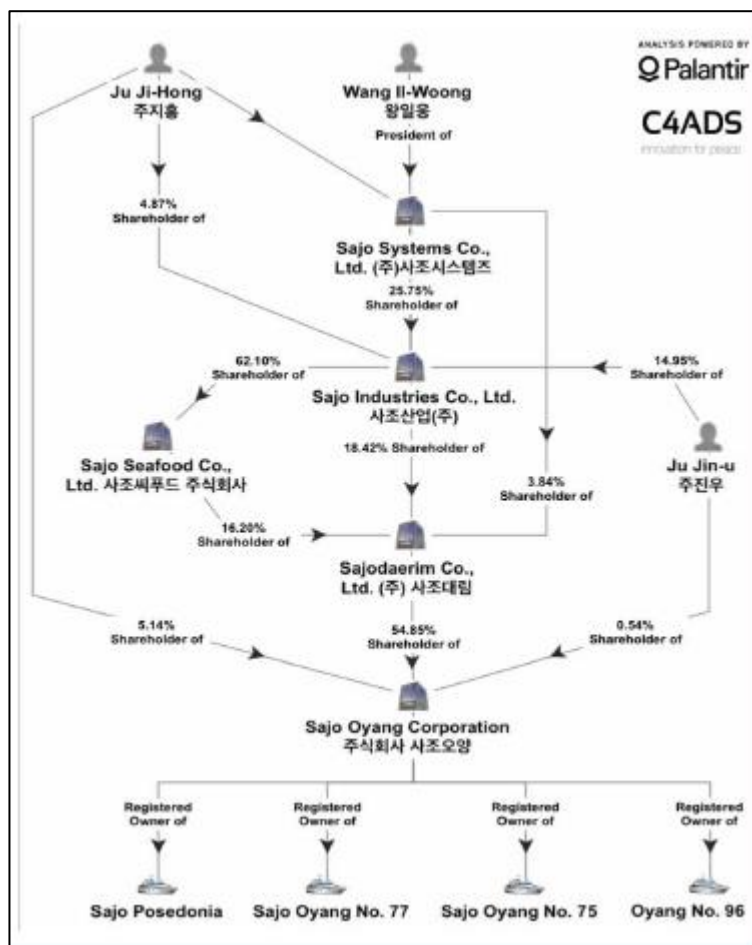 ANALYSIS POWERED BY
Palantir
C4ADS
innovation for peace
Ju Ji-Hong
주지홍
Wang Il-Woong
왕일웅
President of
4.87%
Shareholder of
Sajo Systems Co.,
Ltd. (주)사조시스템즈
25.75%
Shareholder of
62.10%
Shareholder of
14.95%
Shareholder of
Sajo Industries Co., Ltd.
사조산업(주)
Sajo Seafood Co.,
Ltd. 사조씨푸드 주식회사
18.42% Shareholder of
Ju Jin-u
주진우
3.84%
Shareholder of
16.20%
Shareholder of
Sajodaerim Co.,
Ltd. (주) 사조대림
5.14%
Shareholder of
54.85%
Shareholder of
0.54%
Shareholder of
Sajo Oyang Corporation
주식회사 사조오양
Registered
Owner of
Registered
Owner of
Registered
Owner of
Registered
Owner of
Sajo Posedonia
Sajo Oyang No. 77
Sajo Oyang No. 75
Oyang No. 96